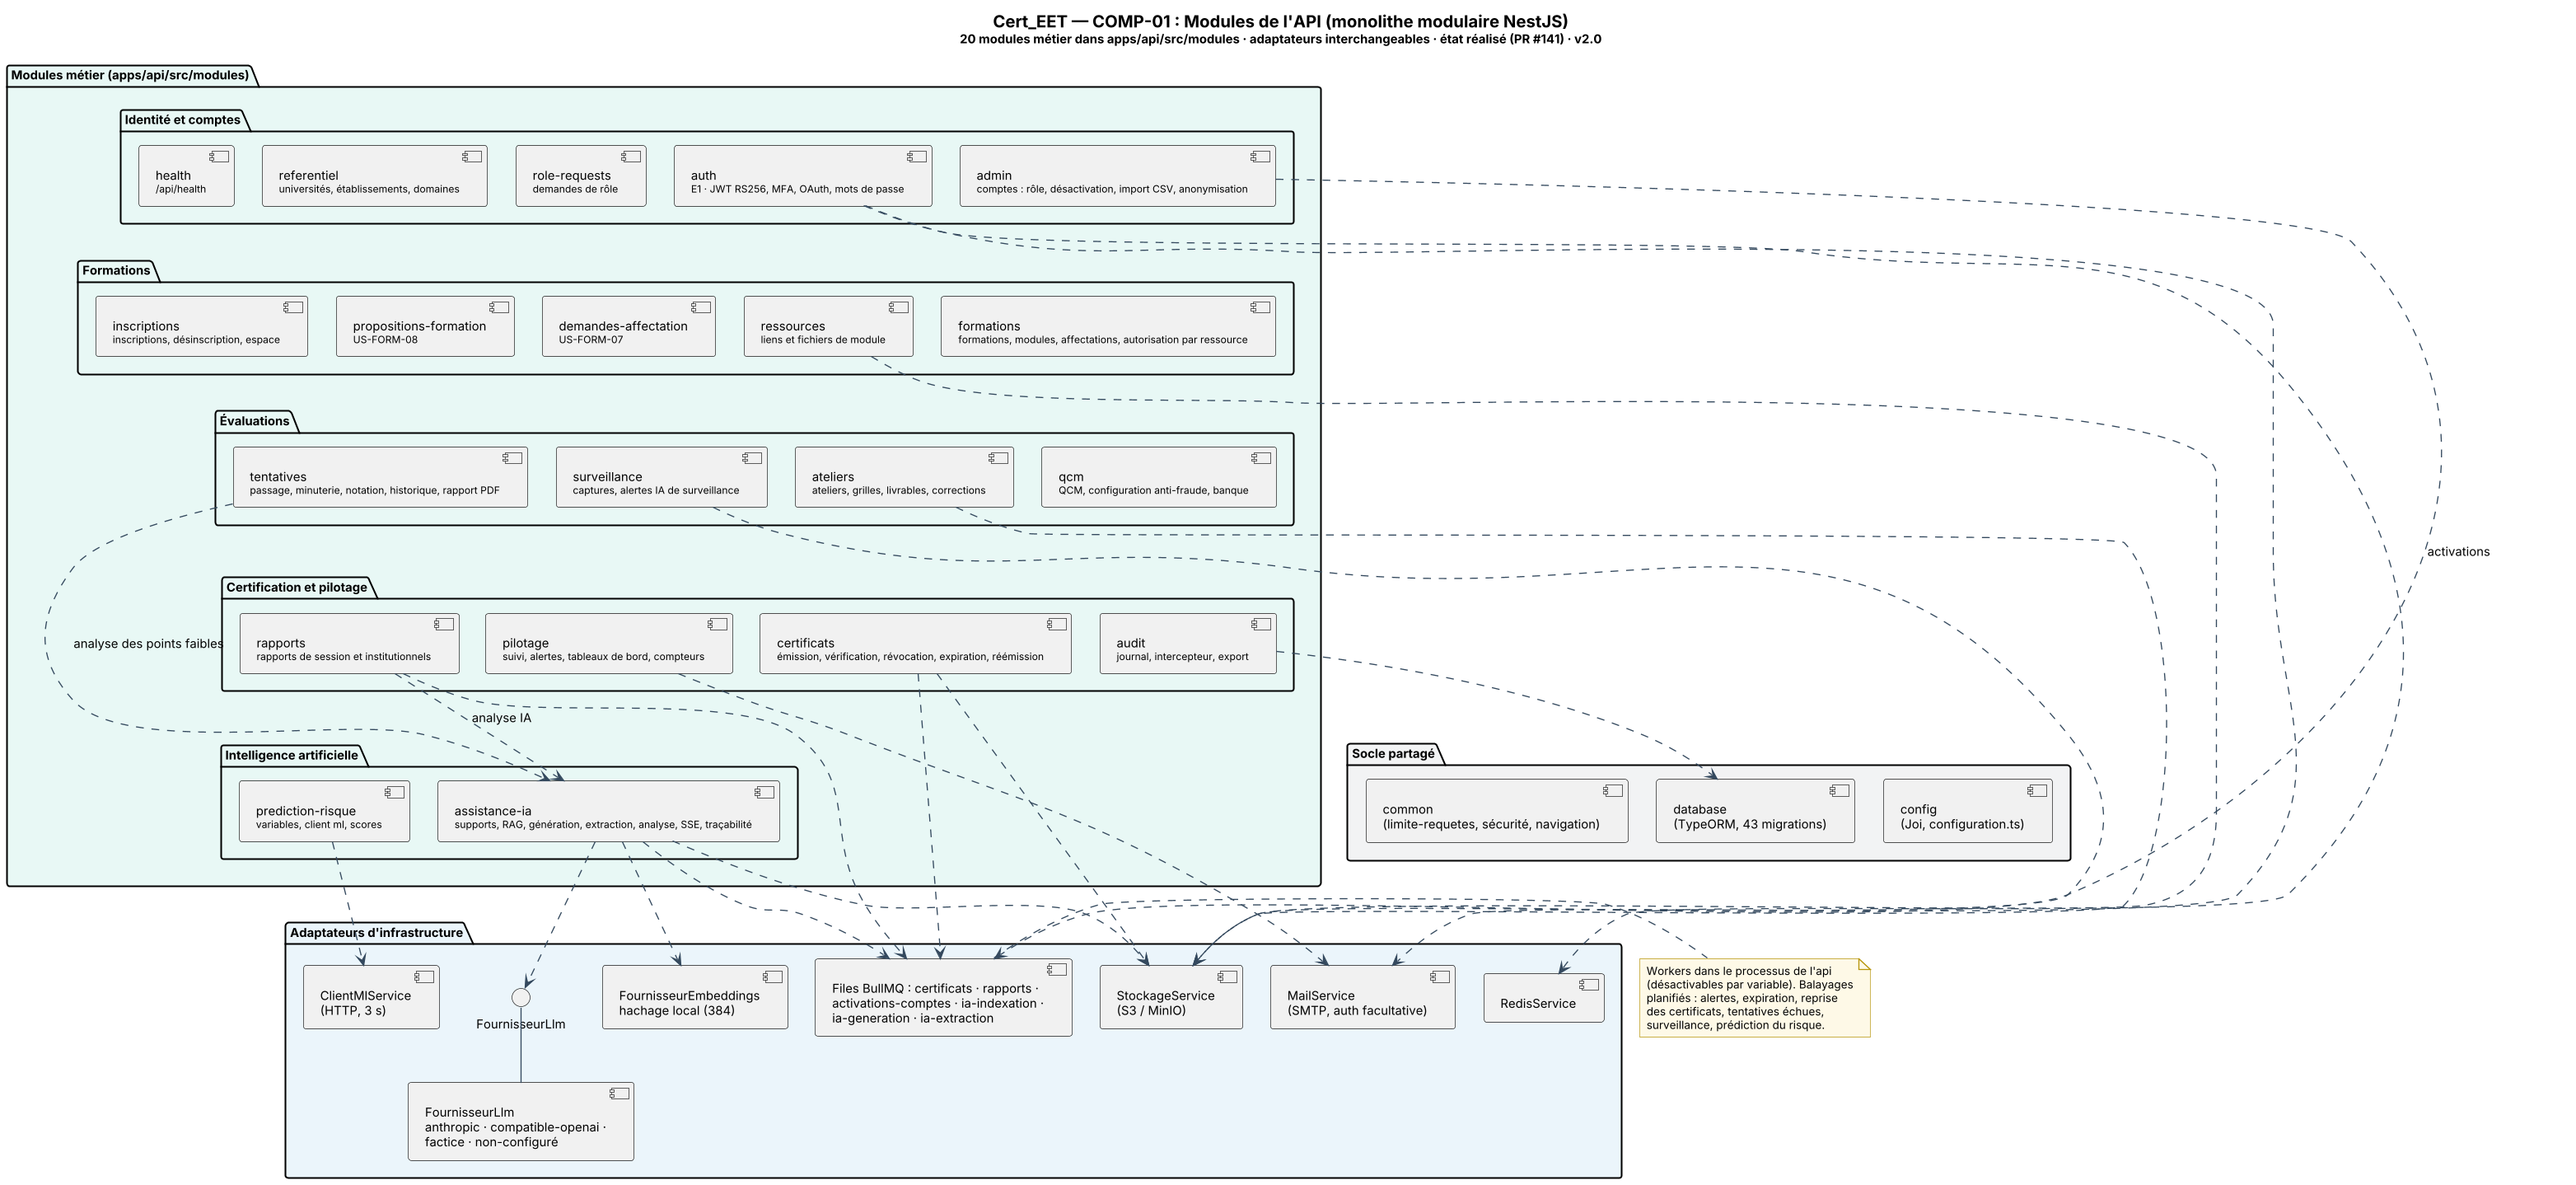 Cert_EET — COMP-01 : Modules de l'API (monolithe modulaire NestJS)
20 modules métier dans apps/api/src/modules · adaptateurs interchangeables · état réalisé (PR #141) · v2.0
Modules métier (apps/api/src/modules)
Identité et comptes
health
/api/health
referentiel
universités, établissements, domaines
role-requests
demandes de rôle
auth
E1 · JWT RS256, MFA, OAuth, mots de passe
admin
comptes : rôle, désactivation, import CSV, anonymisation
Formations
inscriptions
inscriptions, désinscription, espace
propositions-formation
US-FORM-08
demandes-affectation
US-FORM-07
ressources
liens et fichiers de module
formations
formations, modules, affectations, autorisation par ressource
Évaluations
tentatives
passage, minuterie, notation, historique, rapport PDF
surveillance
captures, alertes IA de surveillance
ateliers
ateliers, grilles, livrables, corrections
qcm
QCM, configuration anti-fraude, banque
activations
Certification et pilotage
analyse des points faibles
rapports
rapports de session et institutionnels
pilotage
suivi, alertes, tableaux de bord, compteurs
certificats
émission, vérification, révocation, expiration, réémission
audit
journal, intercepteur, export
analyse IA
Intelligence artificielle
prediction-risque
variables, client ml, scores
assistance-ia
supports, RAG, génération, extraction, analyse, SSE, traçabilité
Socle partagé
common
(limite-requetes, sécurité, navigation)
database
(TypeORM, 43 migrations)
config
(Joi, configuration.ts)
Adaptateurs d'infrastructure
ClientMlService
(HTTP, 3 s)
FournisseurLlm
FournisseurEmbeddings
hachage local (384)
Files BullMQ : certificats · rapports ·
activations-comptes · ia-indexation ·
ia-generation · ia-extraction
StockageService
(S3 / MinIO)
MailService
(SMTP, auth facultative)
RedisService
Workers dans le processus de l'api
(désactivables par variable). Balayages
planifiés : alertes, expiration, reprise
des certificats, tentatives échues,
surveillance, prédiction du risque.
FournisseurLlm
anthropic · compatible-openai ·
factice · non-configuré